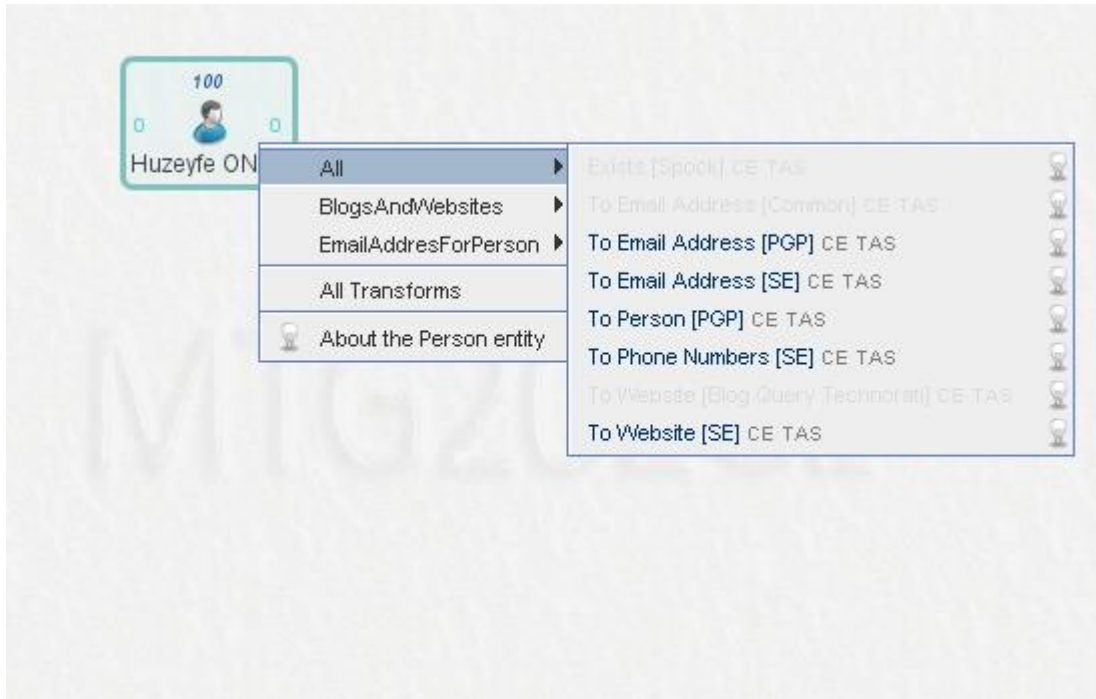 100
0 0
Huzeyfe ON
All
BlogsAndWebsites
EmailAddresForPerson
All Transforms
About the Person entity
Exists [Spock] CE TAS
To Email Address [Common] CE TAS
To Email Address [PGP] CE TAS
To Email Address [SE] CE TAS
To Person [PGP] CE TAS
To Phone Numbers [SE] CE TAS
To Website [Blog Query Technorati] CE TAS
To Website [SE] CE TAS